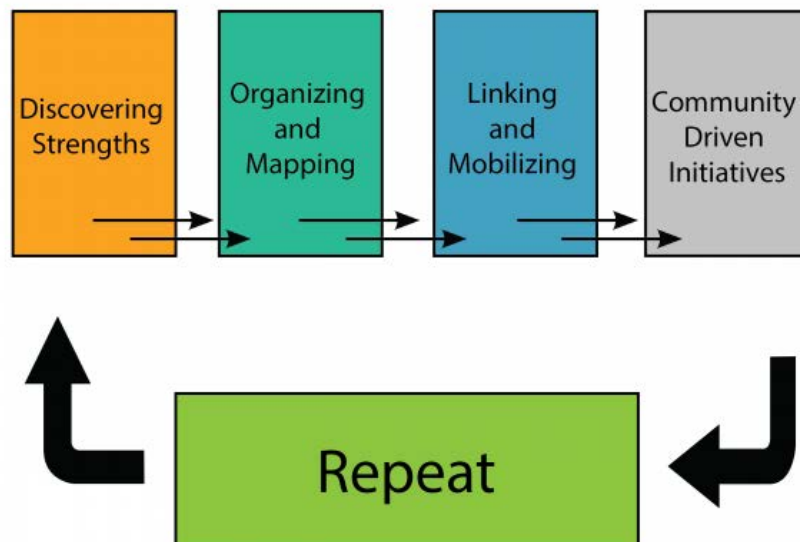 Discovering
Strengths
Organizing
and
Mapping
Linking
and
Mobilizing
Community
Driven
Initiatives
Repeat